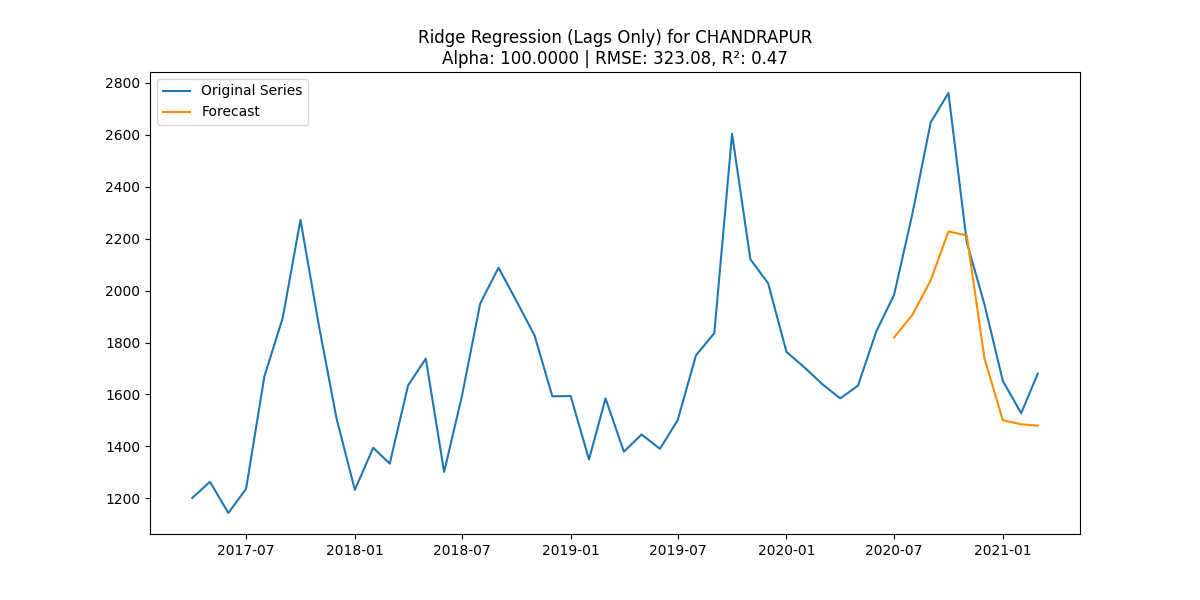 Ridge Regression (Lags Only) for CHANDRAPUR
Alpha: 100.0000 | RMSE: 323.08, R²: 0.47
Original Series
Forecast
2800
2600
2400
2200
2000
1800
1600
1400
1200
2017-07 2018-01 2018-07 2019-01 2019-07 2020-01 2020-07 2021-01